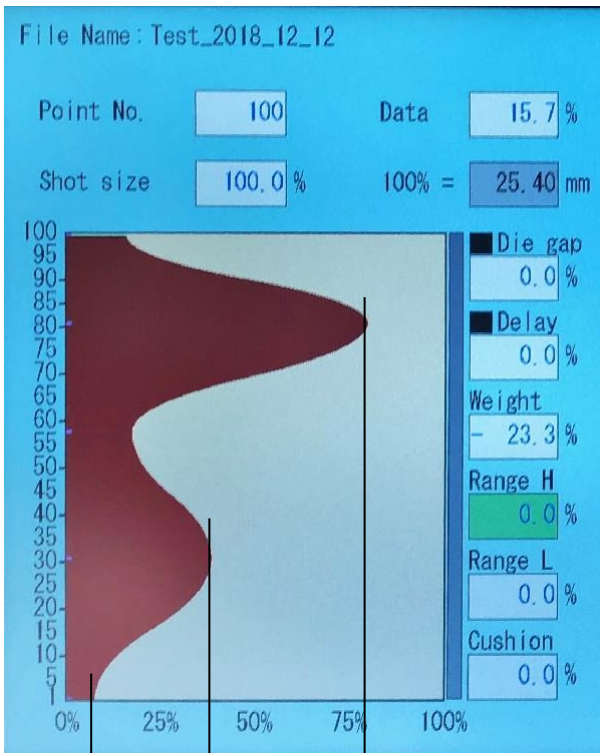 File Name : Test_2018_12_12
Point No. 100 Data 15.7 %
Shot size 100.0 % 100% = 25.40 mm
100
95
90
85
80
75
70
65
60
55
50
45
40
35
30
25
20
15
10
5
1
0% 25% 50% 75% 100%
Die gap
0.0 %
Delay
0.0 %
Weight
- 23.3 %
Range H
0.0 %
Range L
0.0 %
Cushion
0.0 %